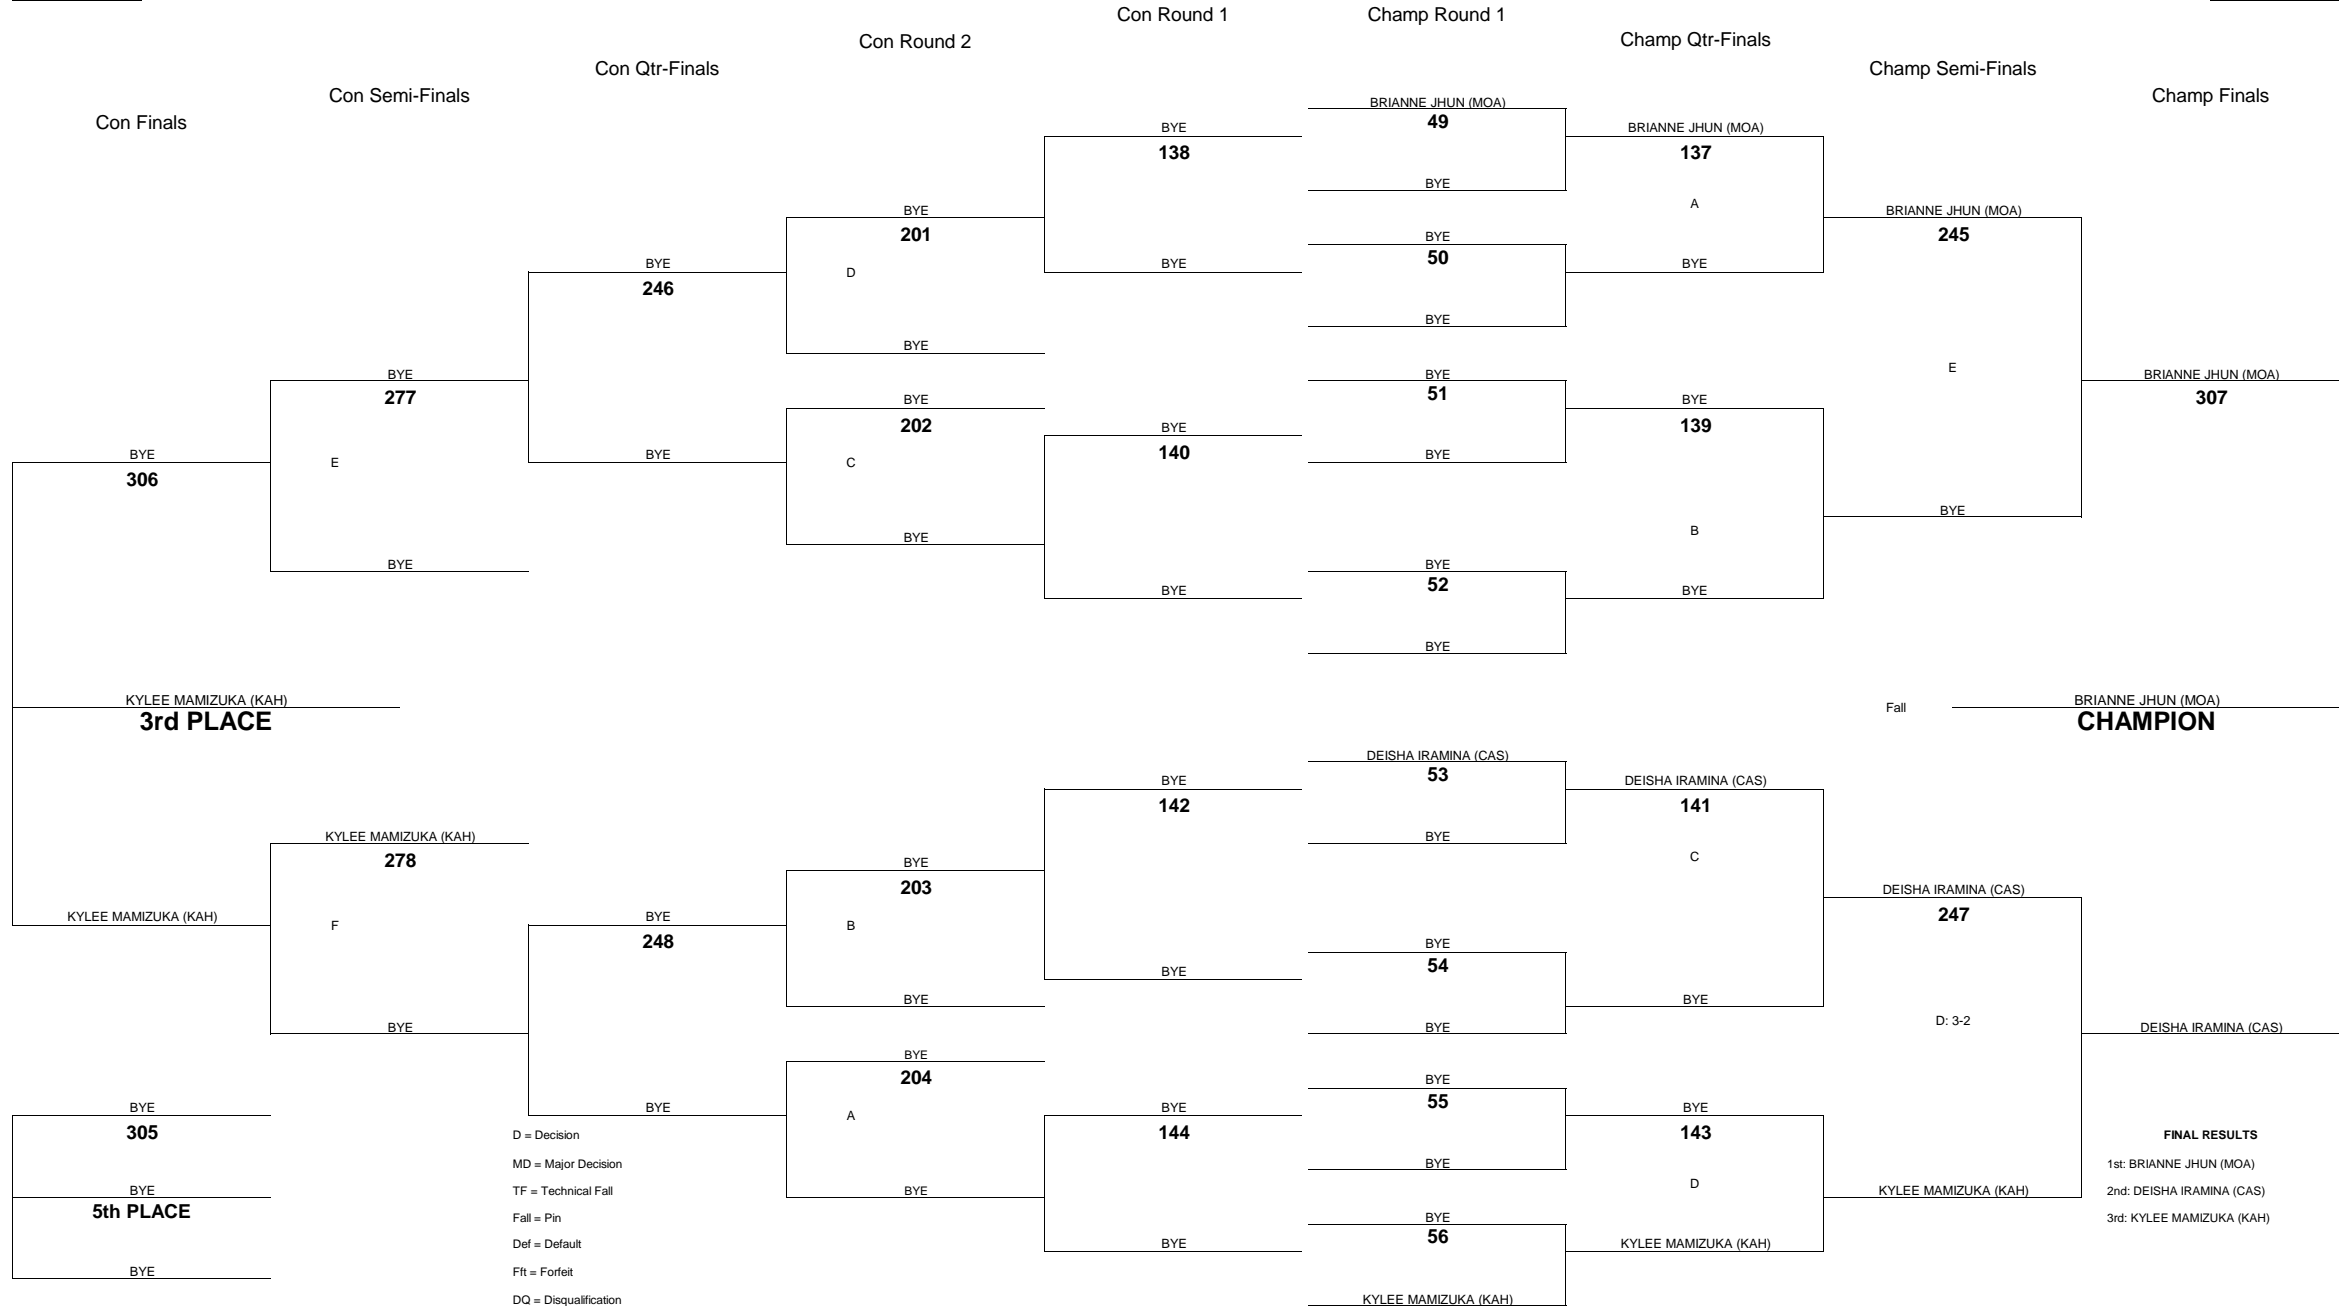 Con Round 1
Champ Round 1
Con Round 2
Champ Qtr-Finals
Con Qtr-Finals
Champ Semi-Finals
Con Semi-Finals
Champ Finals
Con Finals
BRIANNE JHUN (MOA)
49
BYE
BYE
50
BYE
BYE
51
BYE
BYE
52
BYE
DEISHA IRAMINA (CAS)
53
BYE
BYE
54
BYE
BYE
55
BYE
BYE
56
KYLEE MAMIZUKA (KAH)
BRIANNE JHUN (MOA)
137
A
BYE
BYE
139
B
BYE
DEISHA IRAMINA (CAS)
141
C
BYE
BYE
143
D
KYLEE MAMIZUKA (KAH)
BRIANNE JHUN (MOA)
245
E
BYE
DEISHA IRAMINA (CAS)
247
D: 3-2
KYLEE MAMIZUKA (KAH)
BRIANNE JHUN (MOA)
307
Fall
BRIANNE JHUN (MOA)
CHAMPION
DEISHA IRAMINA (CAS)
BYE
138
BYE
BYE
140
BYE
BYE
142
BYE
BYE
144
BYE
BYE
201
D
BYE
BYE
202
C
BYE
BYE
203
B
BYE
BYE
204
A
BYE
BYE
246
BYE
BYE
248
BYE
BYE
277
E
BYE
KYLEE MAMIZUKA (KAH)
278
F
BYE
BYE
306
KYLEE MAMIZUKA (KAH)
3rd PLACE
KYLEE MAMIZUKA (KAH)
BYE
305
BYE
5th PLACE
BYE
D = Decision
MD = Major Decision
TF = Technical Fall
Fall = Pin
Def = Default
Fft = Forfeit
DQ = Disqualification
FINAL RESULTS
1st: BRIANNE JHUN (MOA)
2nd: DEISHA IRAMINA (CAS)
3rd: KYLEE MAMIZUKA (KAH)